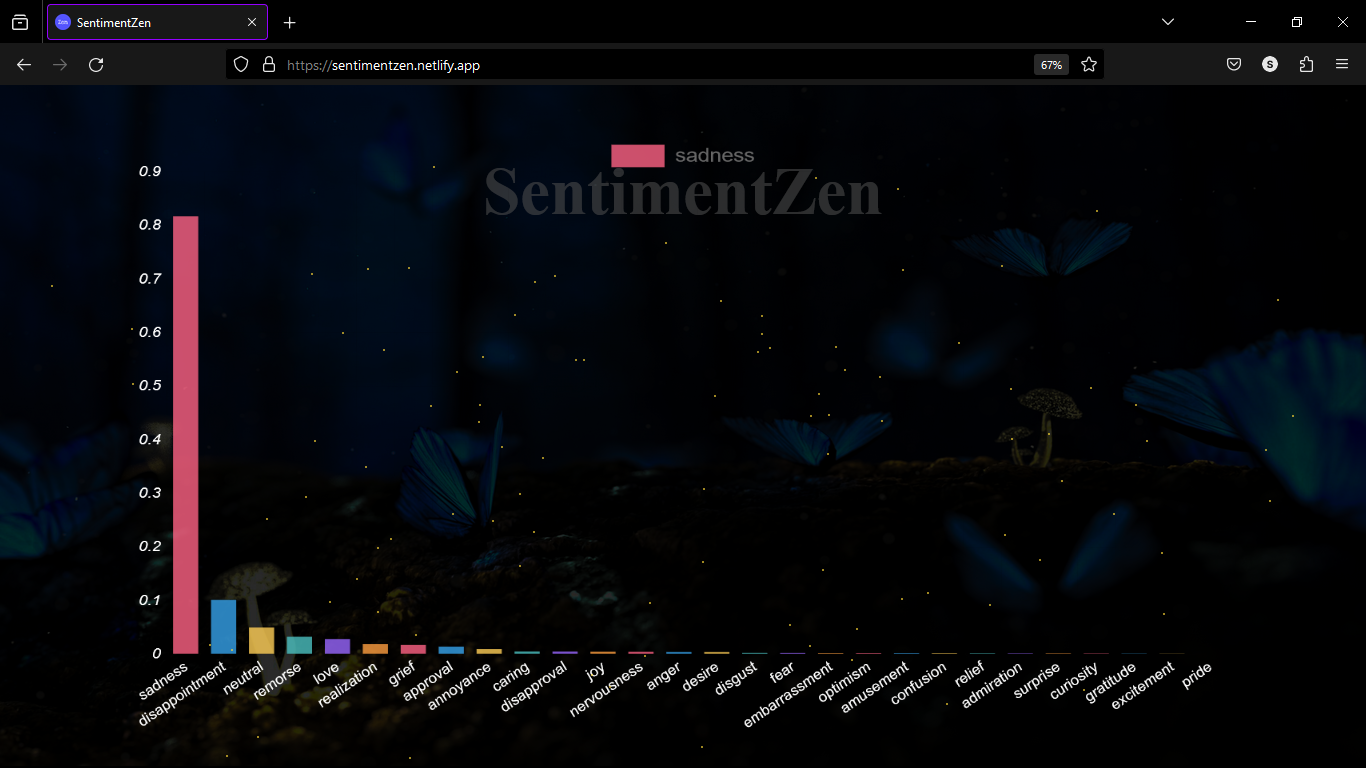 SentimentZen
https://sentimentzen.netlify.app
67%
S
sadness
SentimentZen
0.9
0.8
0.7
0.6
0.5
0.4
0.3
0.2
0.1
0
sadness
disappointment
neutral
remorse
love
realization
grief
approval
annoyance
caring
disapproval
joy
nervousness
anger
desire
disgust
fear
embarrassment
optimism
amusement
confusion
relief
admiration
surprise
curiosity
gratitude
excitement
pride